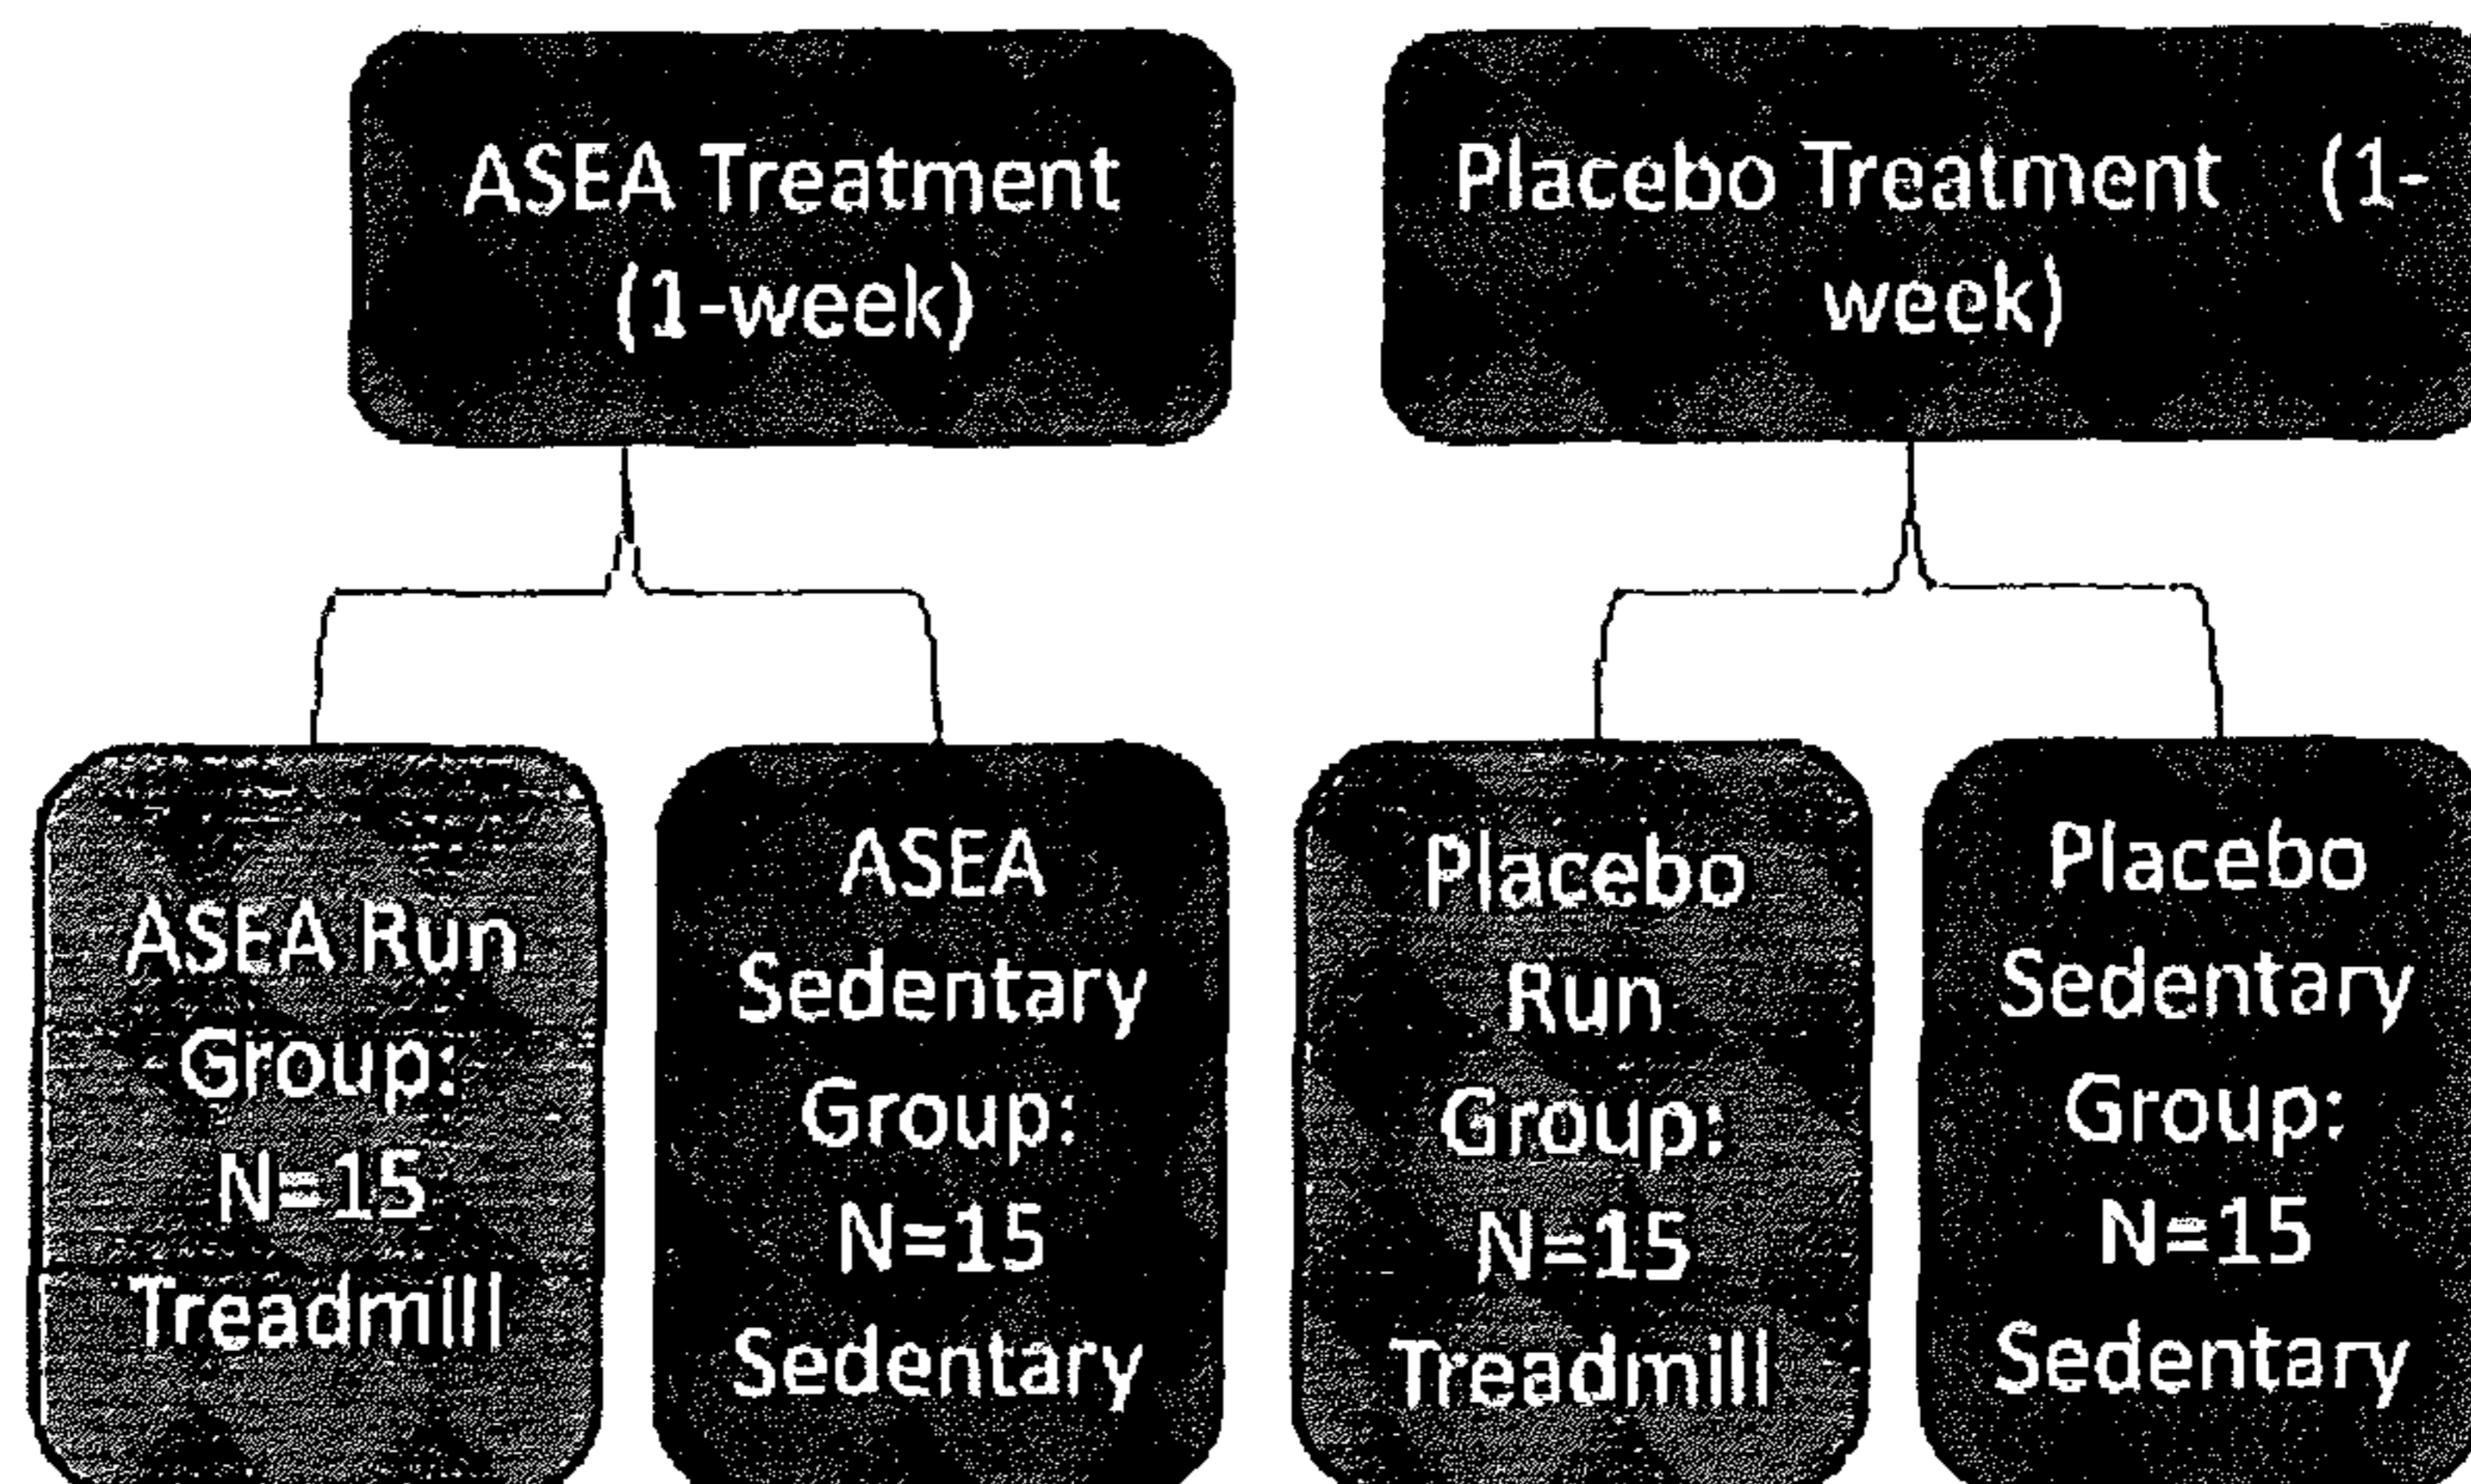 ASEA Treatment
(1-week)
Placebo Treatment (1-
week)
ASEA Run
Group:
N=15
Treadmill
ASEA
Sedentary
Group:
N=15
Sedentary
Placebo
Run
Group:
N=15
Treadmill
Placebo
Sedentary
Group:
N=15
Sedentary